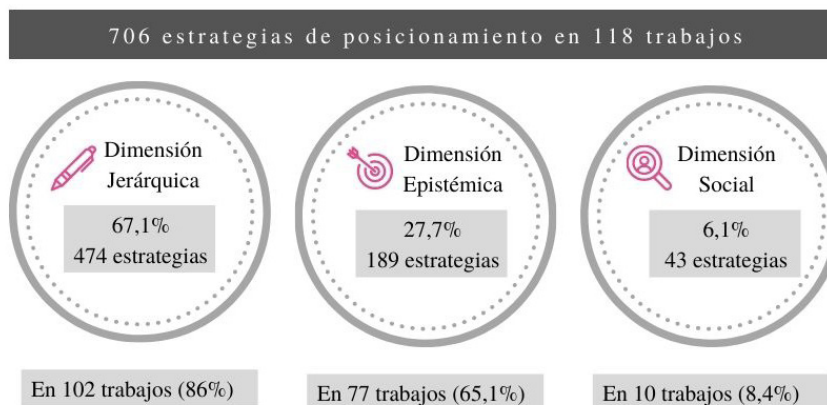 706 estrategias de posicionamiento en 118 trabajos
Dimensión
Jerárquica
67,1%
474 estrategias
En 102 trabajos (86%)
Dimensión
Epistémica
27,7%
189 estrategias
En 77 trabajos (65,1%)
Dimensión
Social
6,1%
43 estrategias
En 10 trabajos (8,4%)